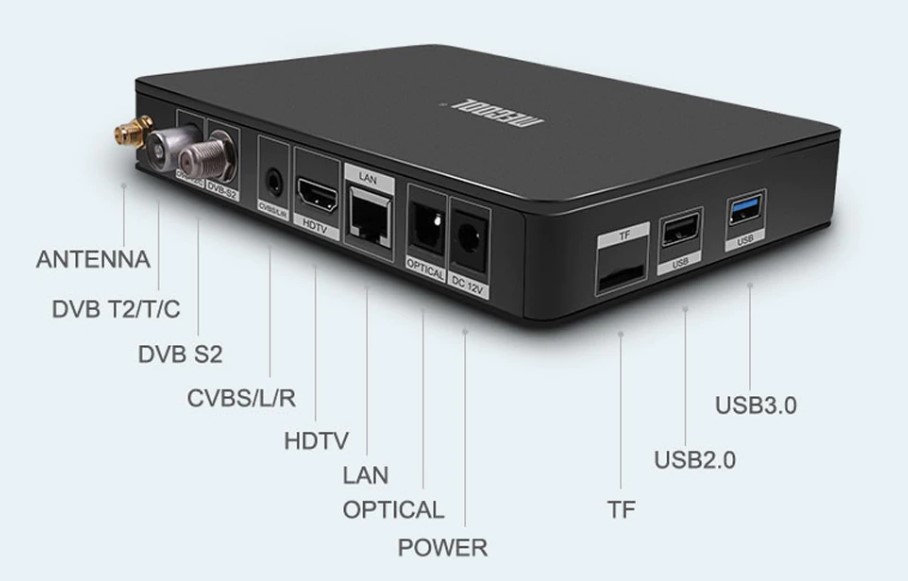 MECOOL
LAN
DVB-S2
CVBS/L/R
HDTV
OPTICAL
DC 12V
TF
USB
USB
ANTENNA
DVB T2/T/C
DVB S2
CVBS/L/R
HDTV
LAN
OPTICAL
POWER
TF
USB2.0
USB3.0